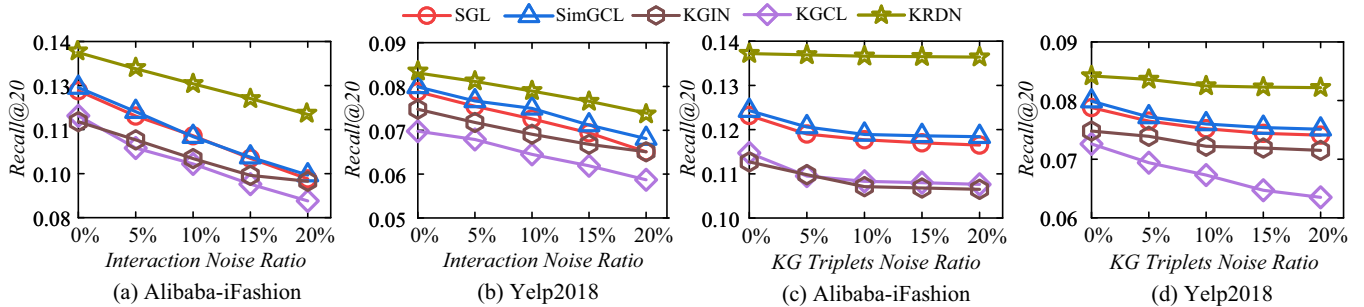 SGL SimGCL KGIN KGCL KRDN
Recall@20
0.14
0.13
0.11
0.10
0.08
0% 5% 10% 15% 20%
Interaction Noise Ratio
(a) Alibaba-iFashion
Recall@20
0.09
0.08
0.07
0.06
0.05
0% 5% 10% 15% 20%
Interaction Noise Ratio
(b) Yelp2018
Recall@20
0.14
0.13
0.12
0.11
0.10
0% 5% 10% 15% 20%
KG Triplets Noise Ratio
(c) Alibaba-iFashion
Recall@20
0.09
0.08
0.07
0.06
0% 5% 10% 15% 20%
KG Triplets Noise Ratio
(d) Yelp2018